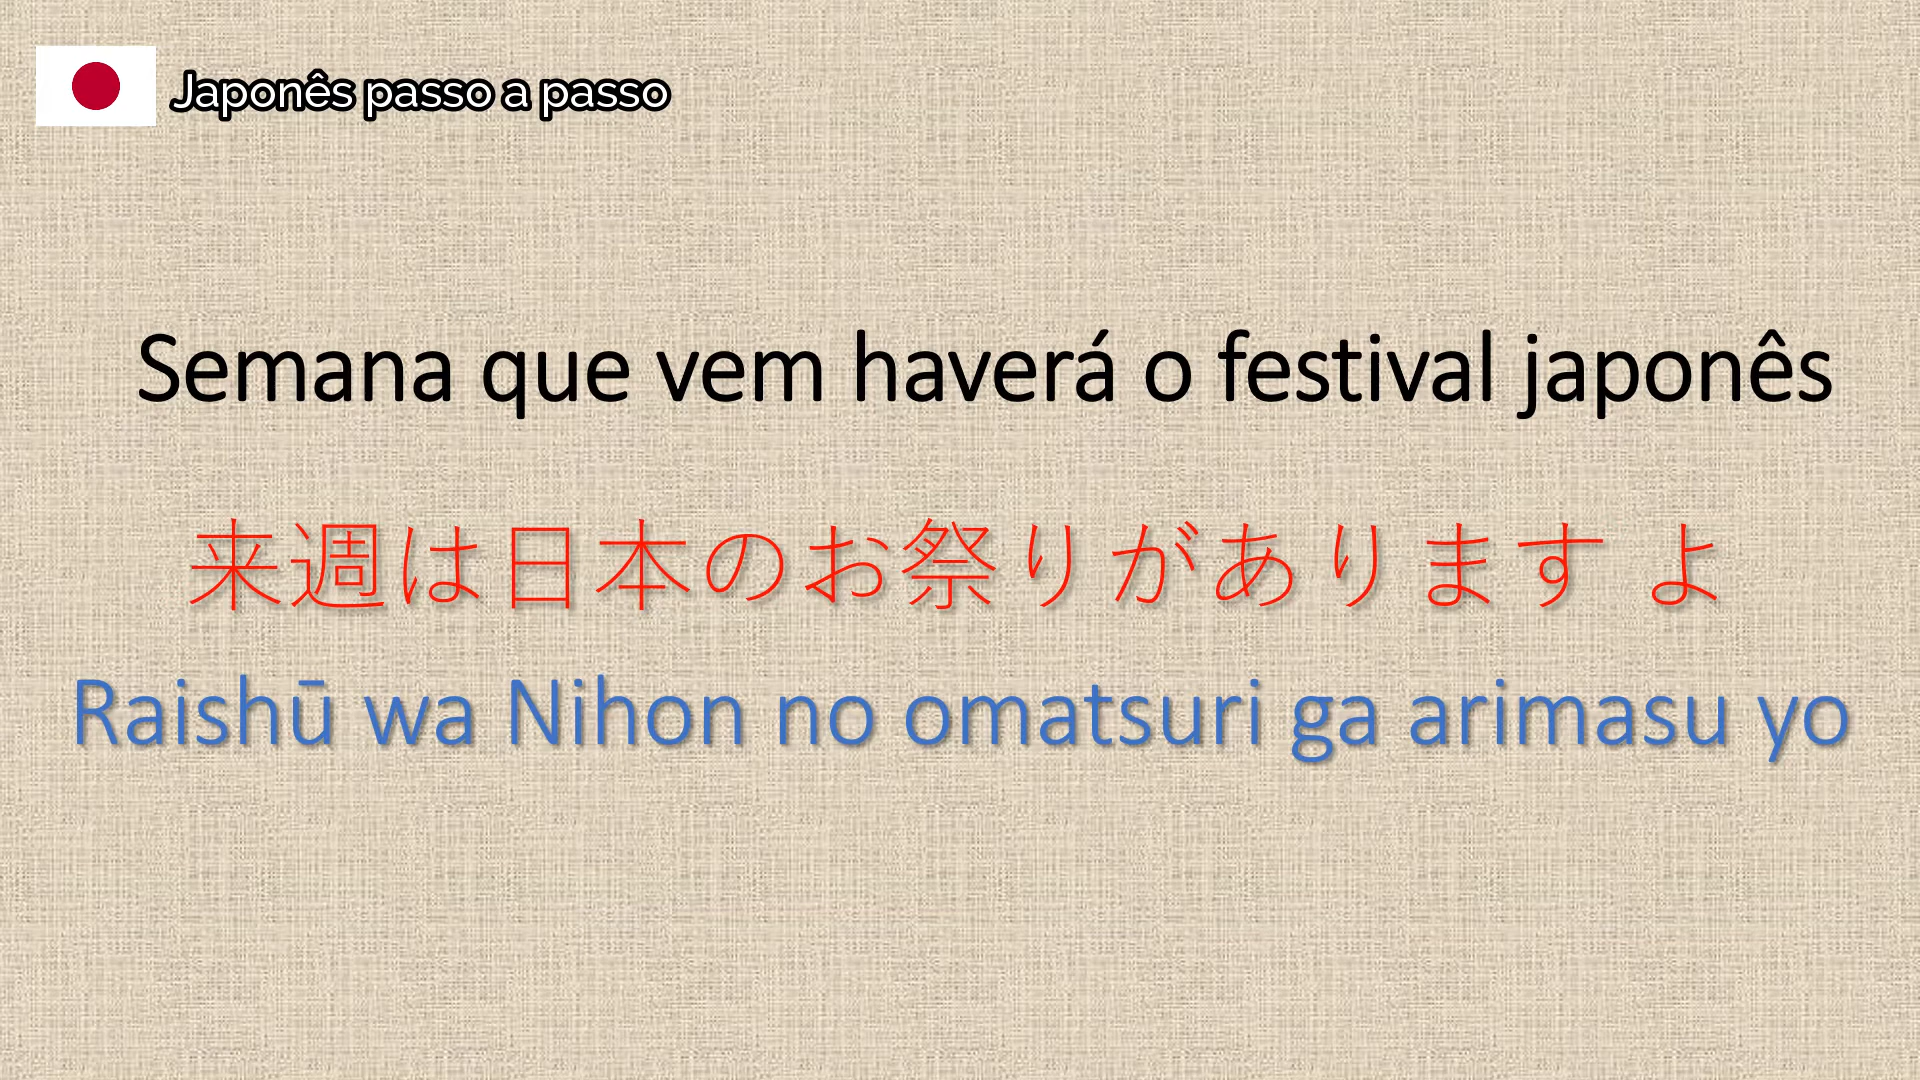 Japonês passo a passo
Semana que vem haverá o festival japonês
来週は日本のお祭りがあります よ
Raishū wa Nihon no omatsuri ga arimasu yo